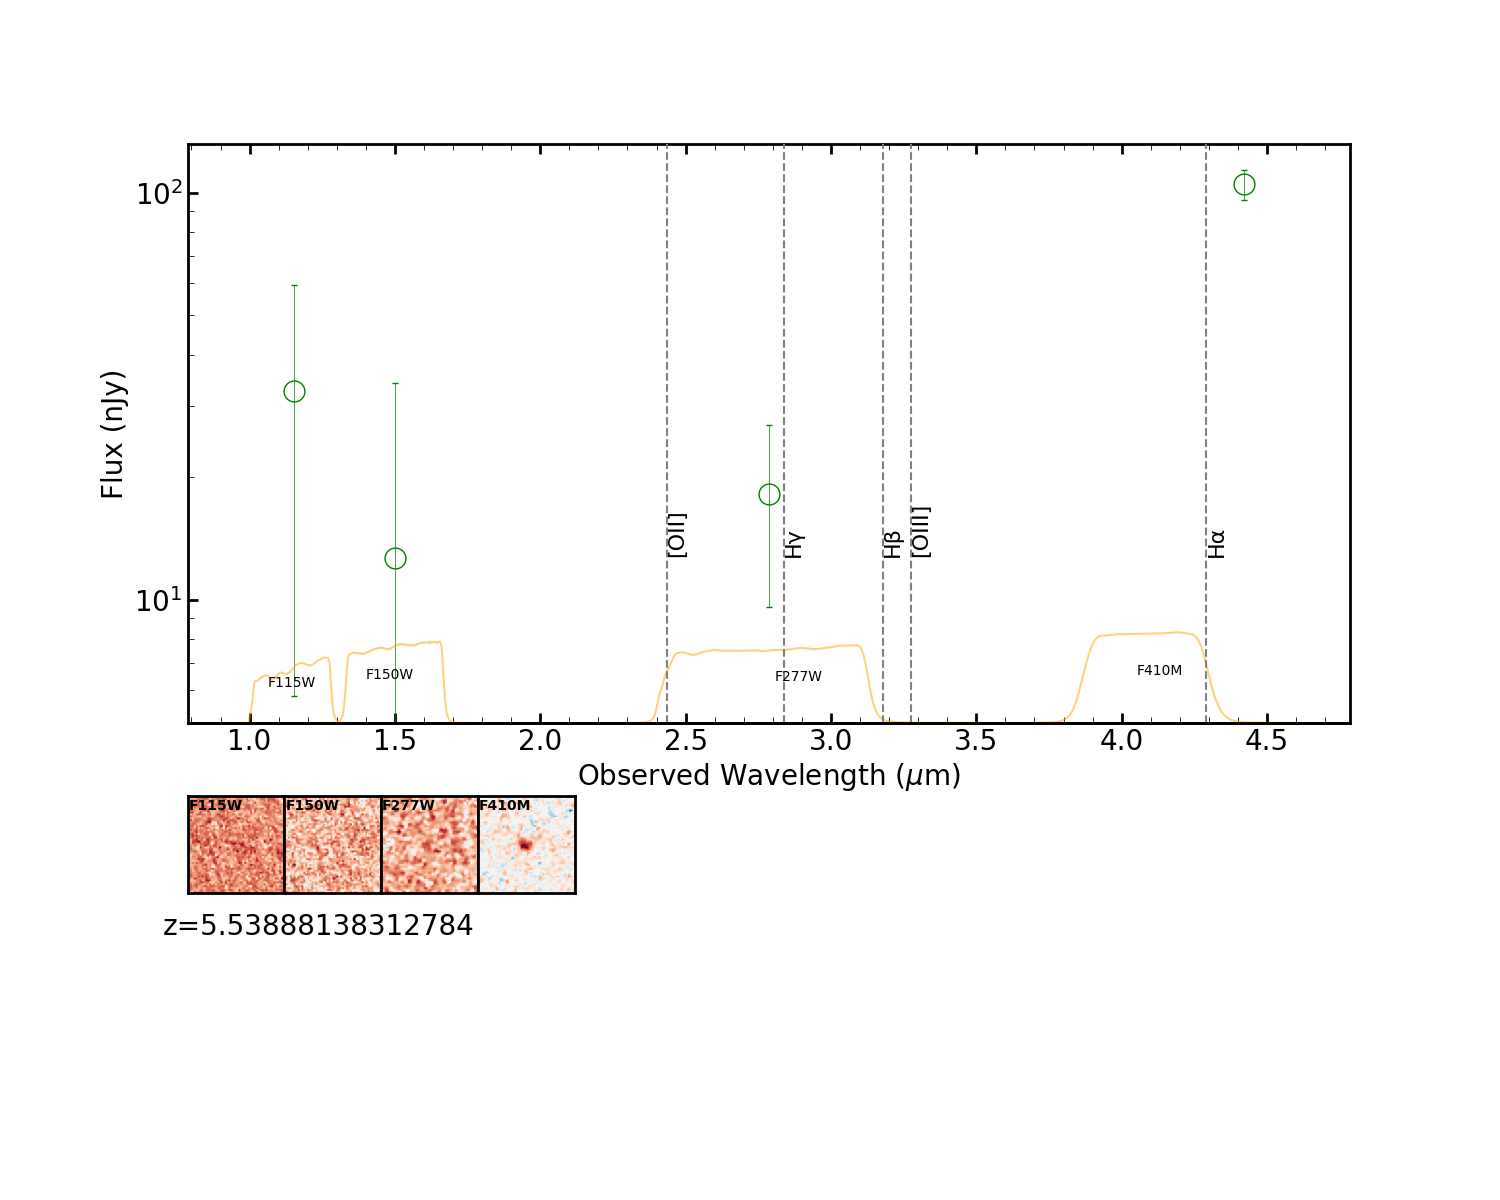 10²
10¹
Flux (nJy)
[OII]
Hγ
Hβ
[OIII]
Hα
F115W
F150W
F277W
F410M
1.0 1.5 2.0 2.5 3.0 3.5 4.0 4.5
Observed Wavelength (μm)
F115W F150W F277W F410M
z=5.53888138312784